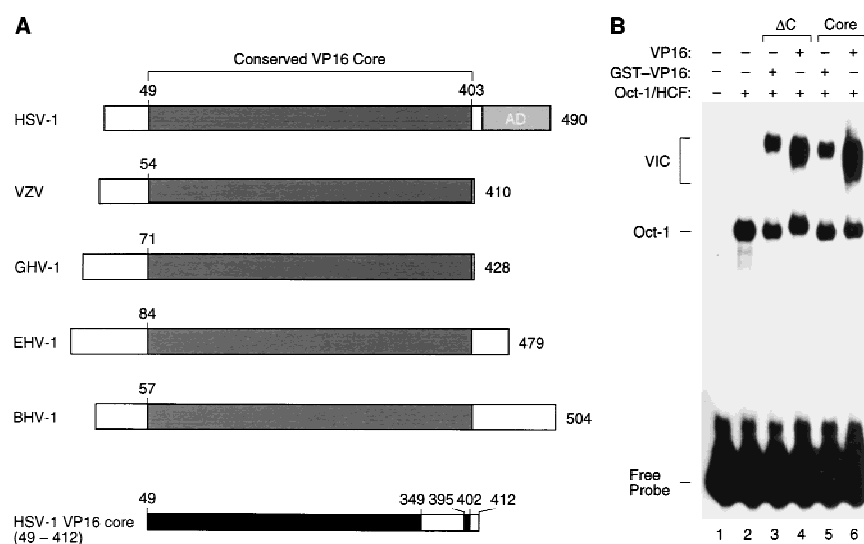 A
Conserved VP16 Core
49 403
HSV-1 AD 490
54
VZV 410
71
GHV-1 428
84
EHV-1 479
57
BHV-1 504
49 349 395 402 412
HSV-1 VP16 core
(49 – 412)
B
ΔC Core
VP16: – – – + – +
GST–VP16: – – + – + –
Oct-1/HCF: – + + + + +
VIC
Oct-1
Free
Probe
1 2 3 4 5 6